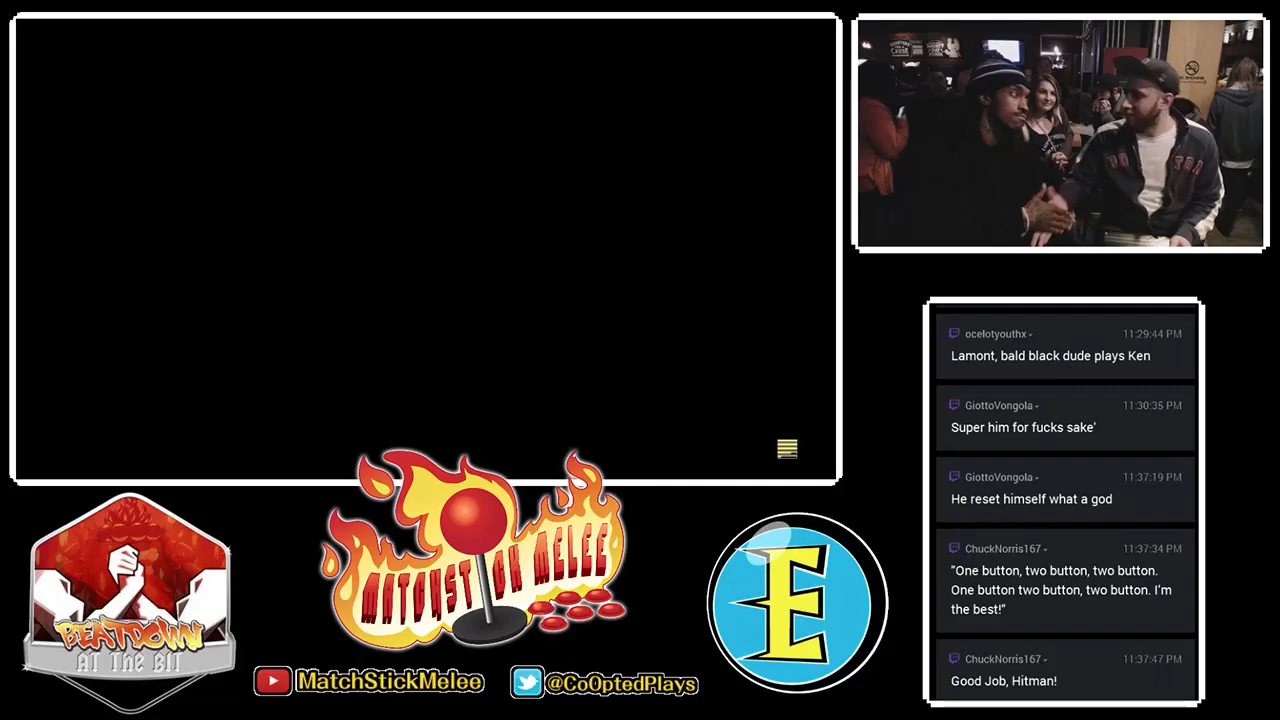 ocelotyouthx
11:29:44 PM
Lamont, bald black dude plays Ken
GiottoVongola
11:30:35 PM
Super him for fucks sake'
GiottoVongola
11:37:19 PM
He reset himself what a god
ChuckNorris167
11:37:34 PM
"One button, two button, two button.
One button two button, two button. I'm
the best!"
ChuckNorris167
11:37:47 PM
Good Job, Hitman!
BEATDOWN
AT THE BIT
MATCHSTICK MELEE
E
MatchStickMelee
@CoOptedPlays